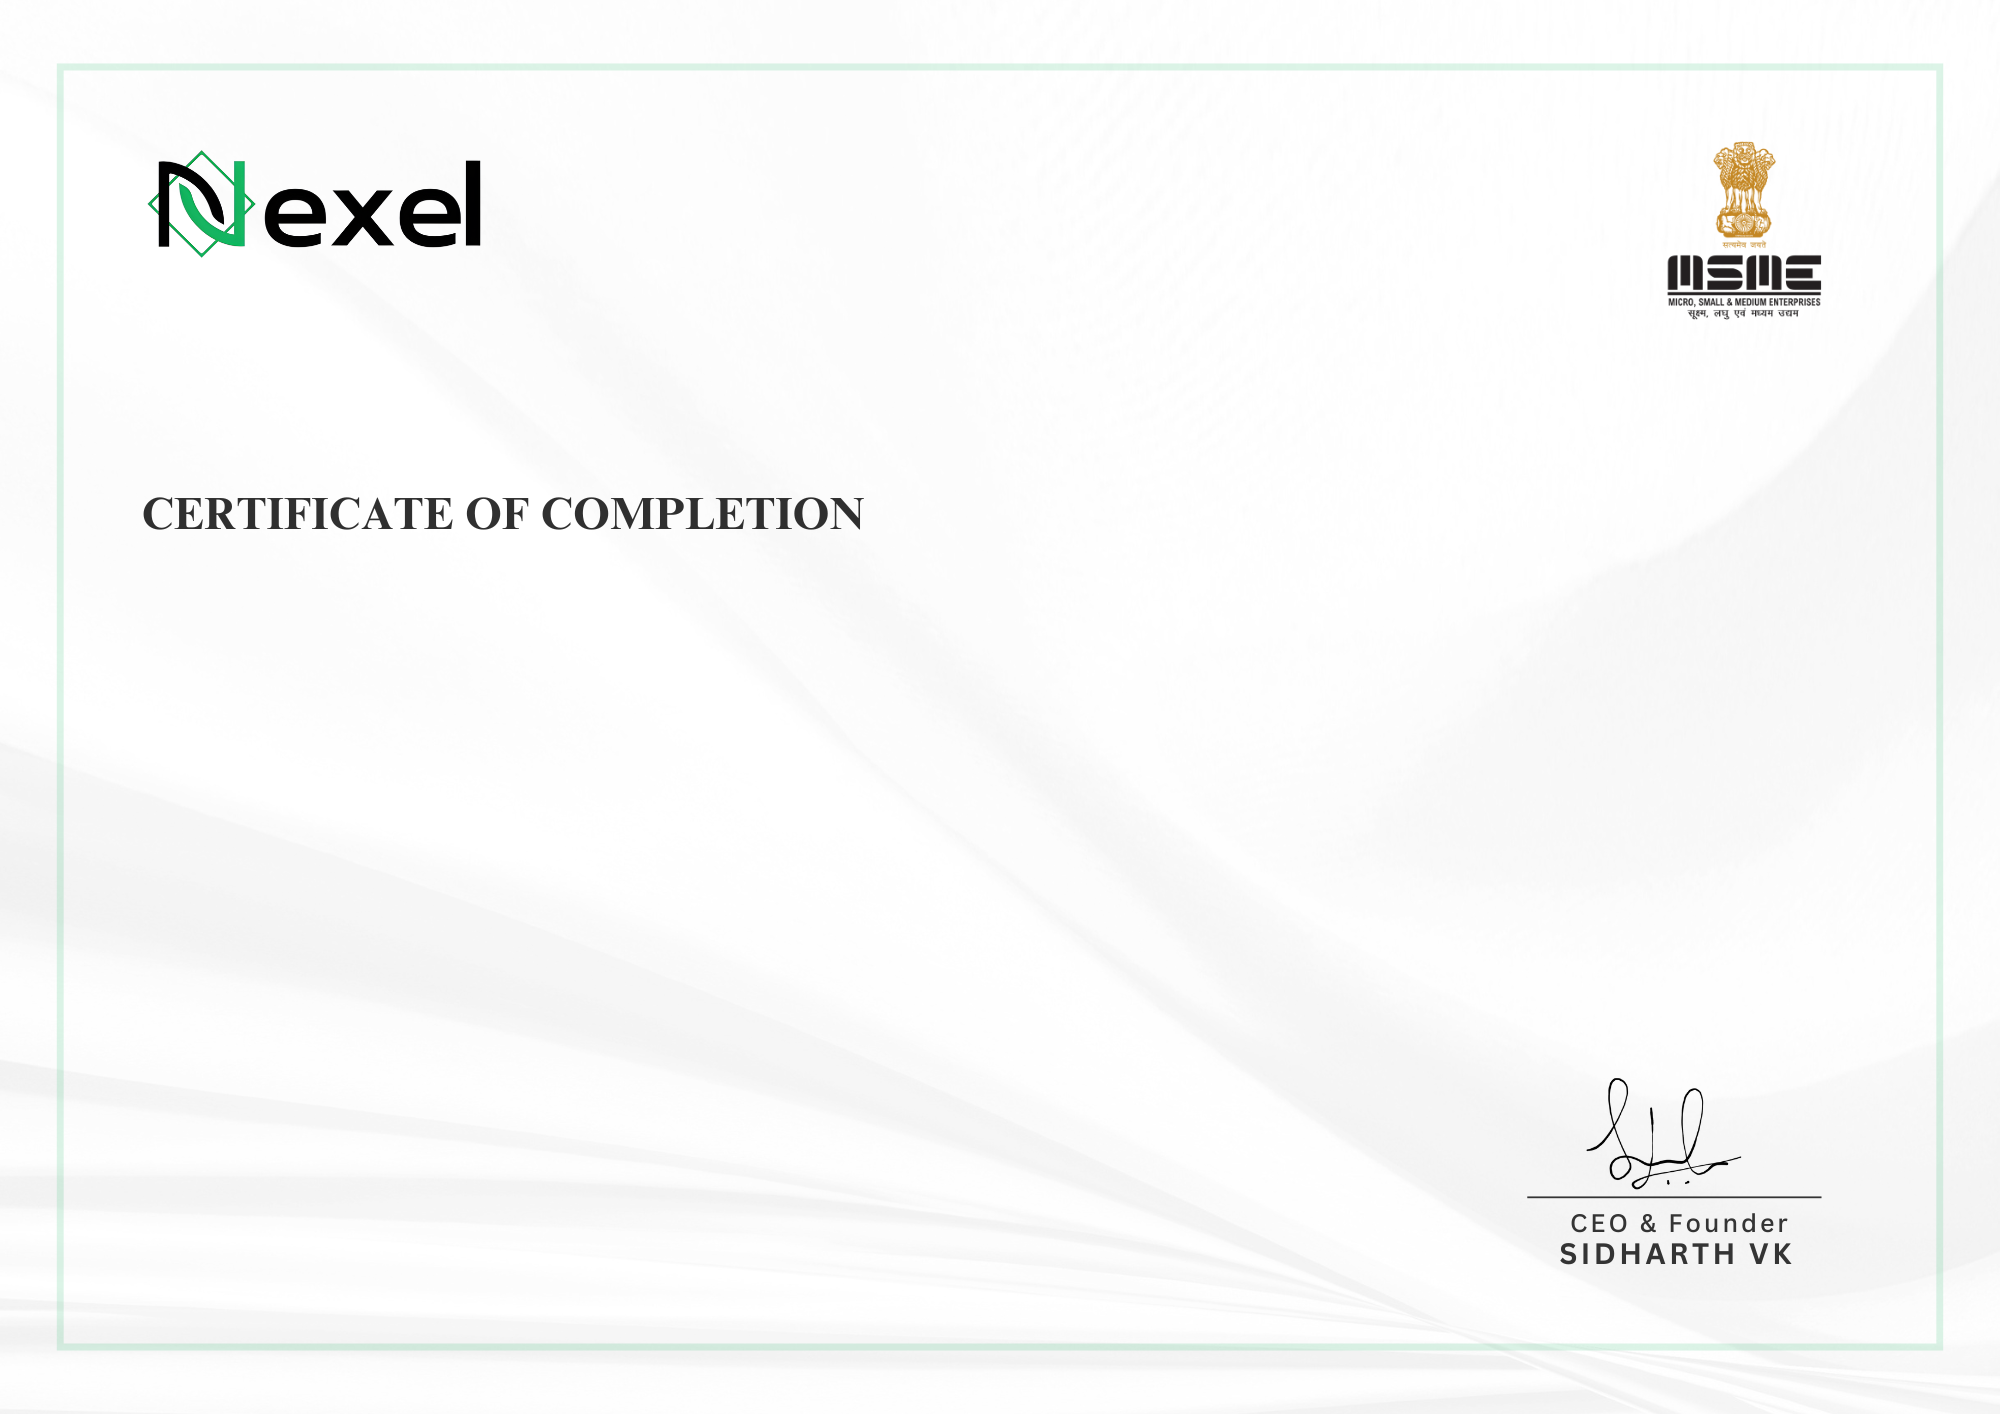 Nexel
सत्यमेव जयते
MSME
MICRO, SMALL & MEDIUM ENTERPRISES
सूक्ष्म, लघु एवं मध्यम उद्यम
CERTIFICATE OF COMPLETION
CEO & Founder
SIDHARTH VK